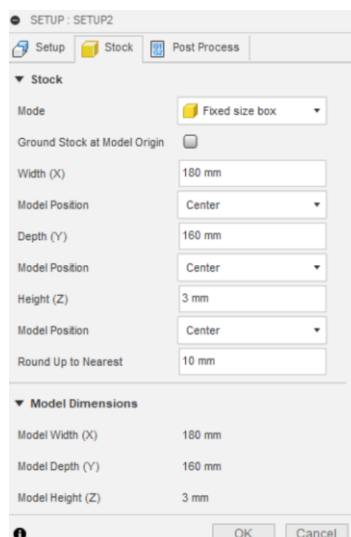 SETUP : SETUP2
Setup Stock Post Process
Stock
Mode Fixed size box
Ground Stock at Model Origin
Width (X) 180 mm
Model Position Center
Depth (Y) 160 mm
Model Position Center
Height (Z) 3 mm
Model Position Center
Round Up to Nearest 10 mm
Model Dimensions
Model Width (X) 180 mm
Model Depth (Y) 160 mm
Model Height (Z) 3 mm
OK Cancel